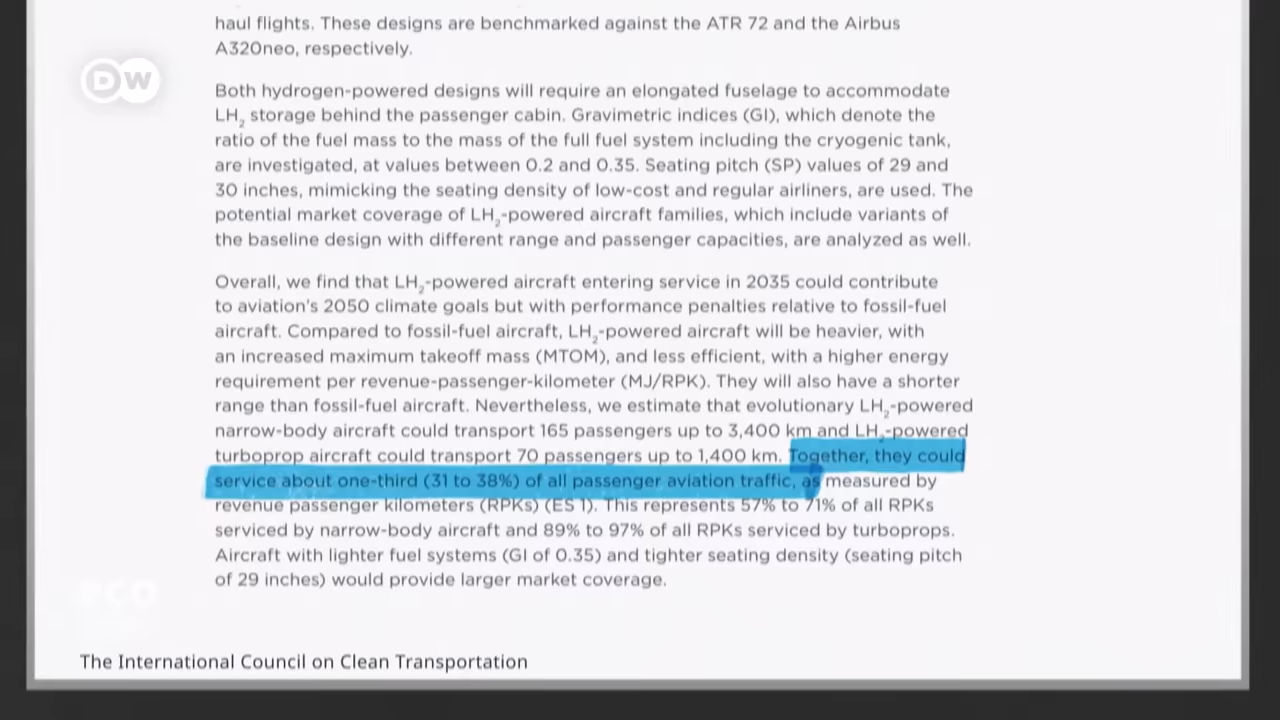 haul flights. These designs are benchmarked against the ATR 72 and the Airbus
A320neo, respectively.
DW
Both hydrogen-powered designs will require an elongated fuselage to accommodate
LH₂ storage behind the passenger cabin. Gravimetric indices (GI), which denote the
ratio of the fuel mass to the mass of the full fuel system including the cryogenic tank,
are investigated, at values between 0.2 and 0.35. Seating pitch (SP) values of 29 and
30 inches, mimicking the seating density of low-cost and regular airliners, are used. The
potential market coverage of LH₂-powered aircraft families, which include variants of
the baseline design with different range and passenger capacities, are analyzed as well.
Overall, we find that LH₂-powered aircraft entering service in 2035 could contribute
to aviation's 2050 climate goals but with performance penalties relative to fossil-fuel
aircraft. Compared to fossil-fuel aircraft, LH₂-powered aircraft will be heavier, with
an increased maximum takeoff mass (MTOM), and less efficient, with a higher energy
requirement per revenue-passenger-kilometer (MJ/RPK). They will also have a shorter
range than fossil-fuel aircraft. Nevertheless, we estimate that evolutionary LH₂-powered
narrow-body aircraft could transport 165 passengers up to 3,400 km and LH₂-powered
turboprop aircraft could transport 70 passengers up to 1,400 km. Together, they could
service about one-third (31 to 38%) of all passenger aviation traffic, as measured by
revenue passenger kilometers (RPKs) (ES 1). This represents 57% to 71% of all RPKs
serviced by narrow-body aircraft and 89% to 97% of all RPKs serviced by turboprops.
Aircraft with lighter fuel systems (GI of 0.35) and tighter seating density (seating pitch
of 29 inches) would provide larger market coverage.
eco
The International Council on Clean Transportation